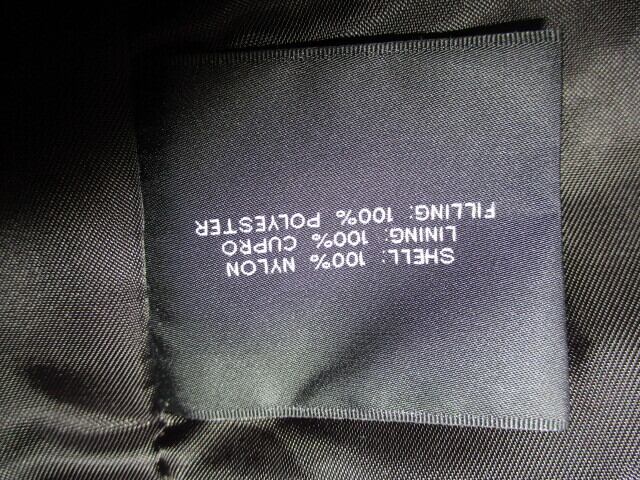 SHELL: 100% NYLON
LINING: 100% CUPRO
FILLING: 100% POLYESTER